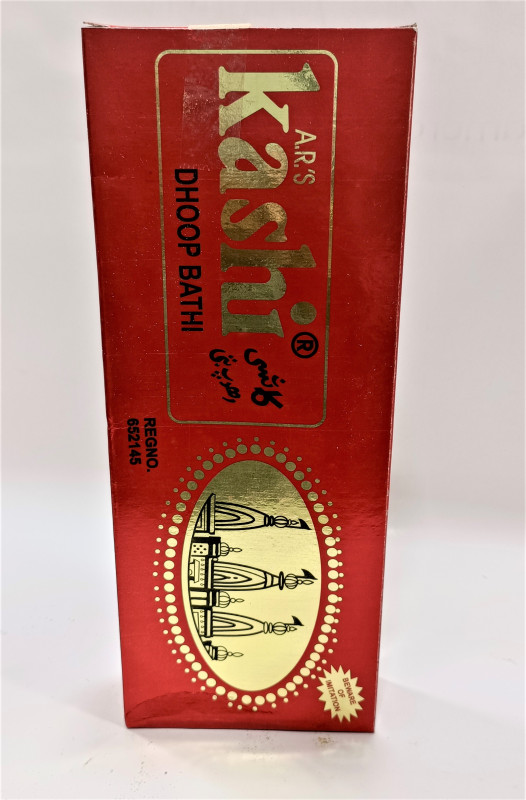 A.R.'S
kashi®
DHOOP BATHI
کاشی
دھوپ بتی
REGNO.
652145
BEWARE
OF
IMITATION